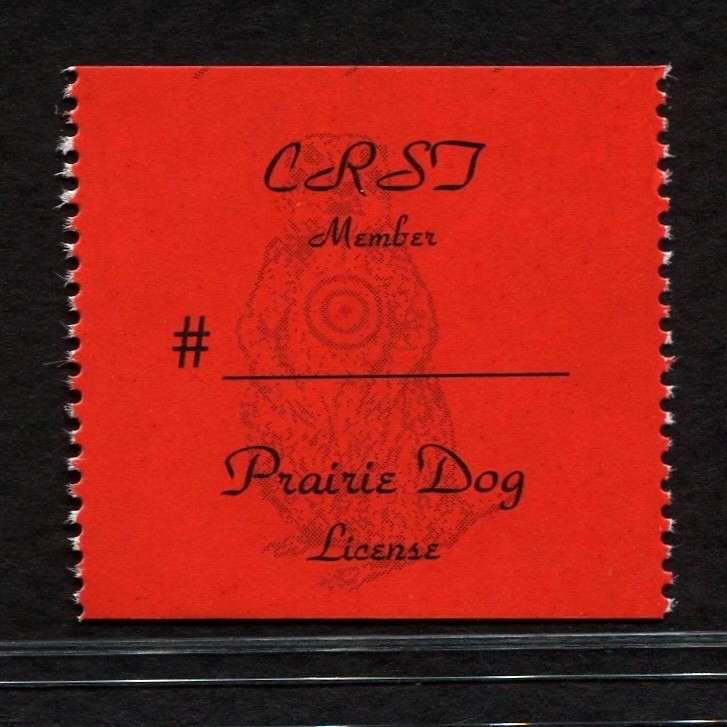 CRST
Member
#
Prairie Dog
License